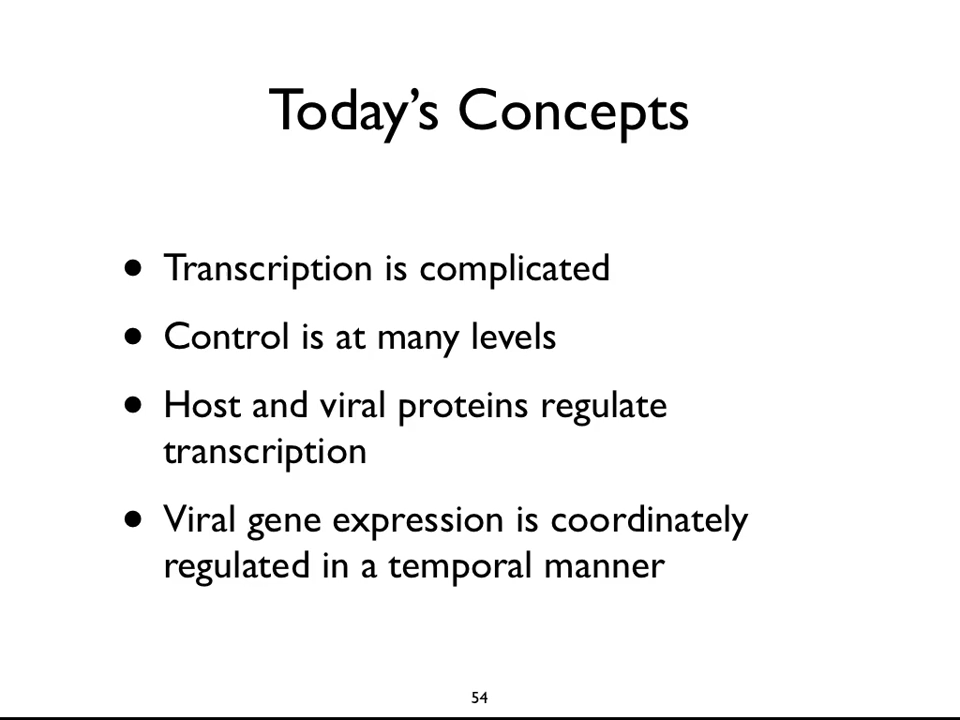 Today’s Concepts
• Transcription is complicated
• Control is at many levels
• Host and viral proteins regulate
transcription
• Viral gene expression is coordinately
regulated in a temporal manner
54